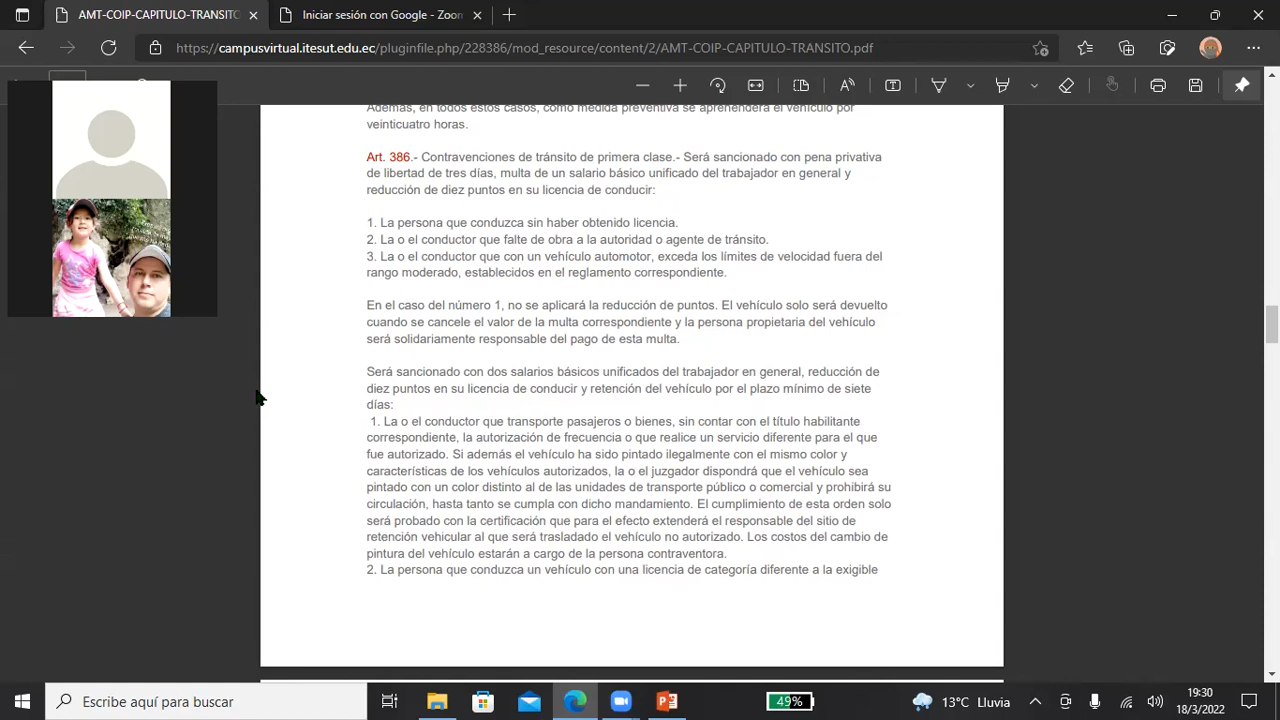 AMT-COIP-CAPITULO-TRANSITO
Iniciar sesión con Google - Zoom
https://campusvirtual.itesut.edu.ec/pluginfile.php/228386/mod_resource/content/2/AMT-COIP-CAPITULO-TRANSITO.pdf
Además, en todos estos casos, como medida preventiva se aprehenderá el vehículo por
veinticuatro horas.
Art. 386.- Contravenciones de tránsito de primera clase.- Será sancionado con pena privativa
de libertad de tres días, multa de un salario básico unificado del trabajador en general y
reducción de diez puntos en su licencia de conducir:
1. La persona que conduzca sin haber obtenido licencia.
2. La o el conductor que falte de obra a la autoridad o agente de tránsito.
3. La o el conductor que con un vehículo automotor, exceda los límites de velocidad fuera del
rango moderado, establecidos en el reglamento correspondiente.
En el caso del número 1, no se aplicará la reducción de puntos. El vehículo solo será devuelto
cuando se cancele el valor de la multa correspondiente y la persona propietaria del vehículo
será solidariamente responsable del pago de esta multa.
Será sancionado con dos salarios básicos unificados del trabajador en general, reducción de
diez puntos en su licencia de conducir y retención del vehículo por el plazo mínimo de siete
días:
1. La o el conductor que transporte pasajeros o bienes, sin contar con el título habilitante
correspondiente, la autorización de frecuencia o que realice un servicio diferente para el que
fue autorizado. Si además el vehículo ha sido pintado ilegalmente con el mismo color y
características de los vehículos autorizados, la o el juzgador dispondrá que el vehículo sea
pintado con un color distinto al de las unidades de transporte público o comercial y prohibirá su
circulación, hasta tanto se cumpla con dicho mandamiento. El cumplimiento de esta orden solo
será probado con la certificación que para el efecto extenderá el responsable del sitio de
retención vehicular al que será trasladado el vehículo no autorizado. Los costos del cambio de
pintura del vehículo estarán a cargo de la persona contraventora.
2. La persona que conduzca un vehículo con una licencia de categoría diferente a la exigible
Escribe aquí para buscar
49%
13°C Lluvia
19:30
18/3/2022